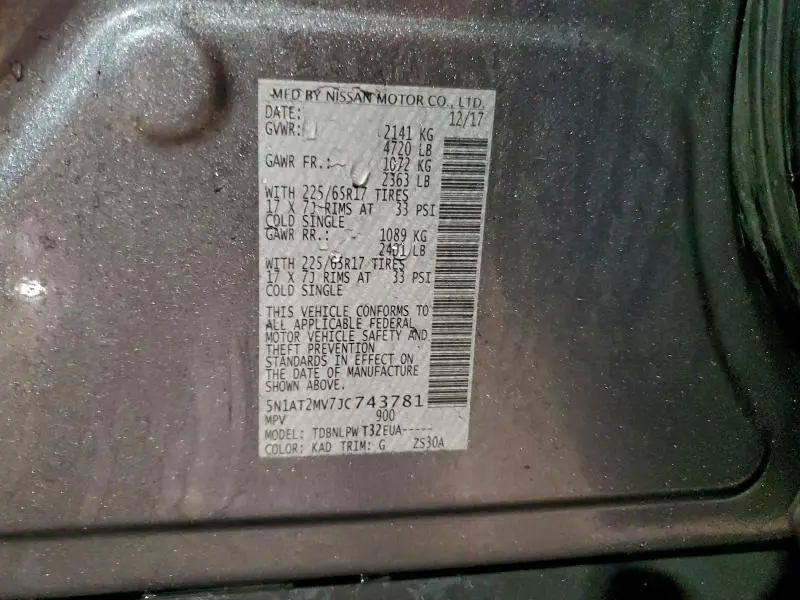 MFD BY NISSAN MOTOR CO., LTD.
DATE: 12/17
GVWR: 2141 KG
4720 LB
GAWR FR.: 1072 KG
2363 LB
WITH 225/65R17 TIRES
17 X 7J RIMS AT 33 PSI
COLD SINGLE
GAWR RR.: 1089 KG
2401 LB
WITH 225/65R17 TIRES
17 X 7J RIMS AT 33 PSI
COLD SINGLE
THIS VEHICLE CONFORMS TO
ALL APPLICABLE FEDERAL
MOTOR VEHICLE SAFETY AND
THEFT PREVENTION
STANDARDS IN EFFECT ON
THE DATE OF MANUFACTURE
SHOWN ABOVE.
5N1AT2MV7JC743781
MPV 900
MODEL: TDBNLPW T32EUA-----
COLOR: KAD TRIM: G 2S30A